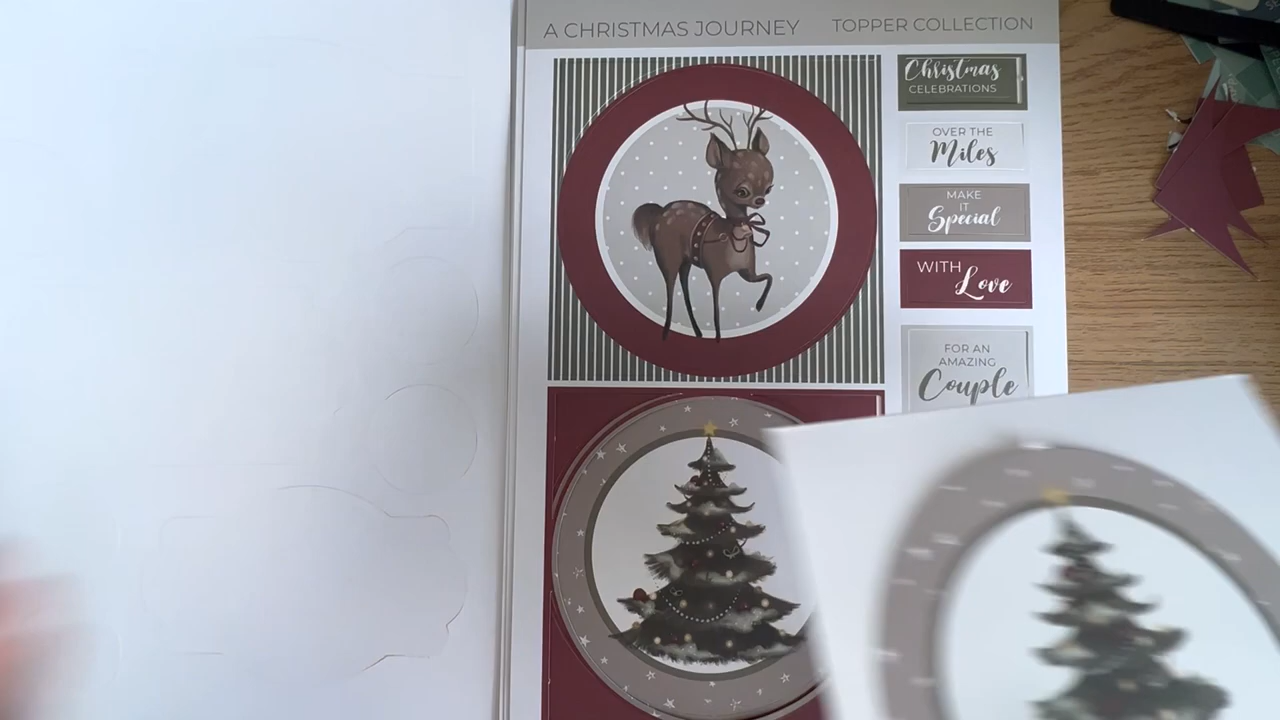 A CHRISTMAS JOURNEY TOPPER COLLECTION
Christmas
CELEBRATIONS
OVER THE
Miles
MAKE
IT
Special
WITH
Love
FOR AN
AMAZING
Couple